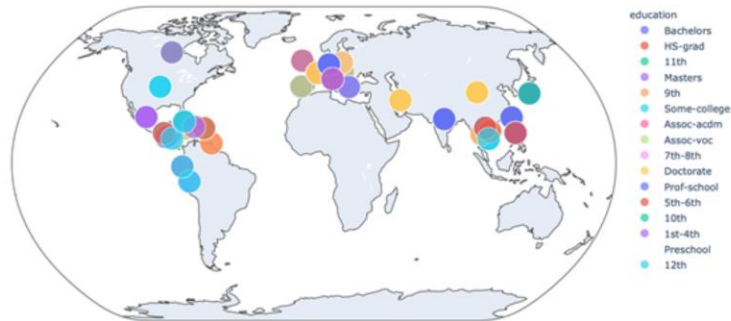 education
Bachelors
HS-grad
11th
Masters
9th
Some-college
Assoc-acdm
Assoc-voc
7th-8th
Doctorate
Prof-school
5th-6th
10th
1st-4th
Preschool
12th